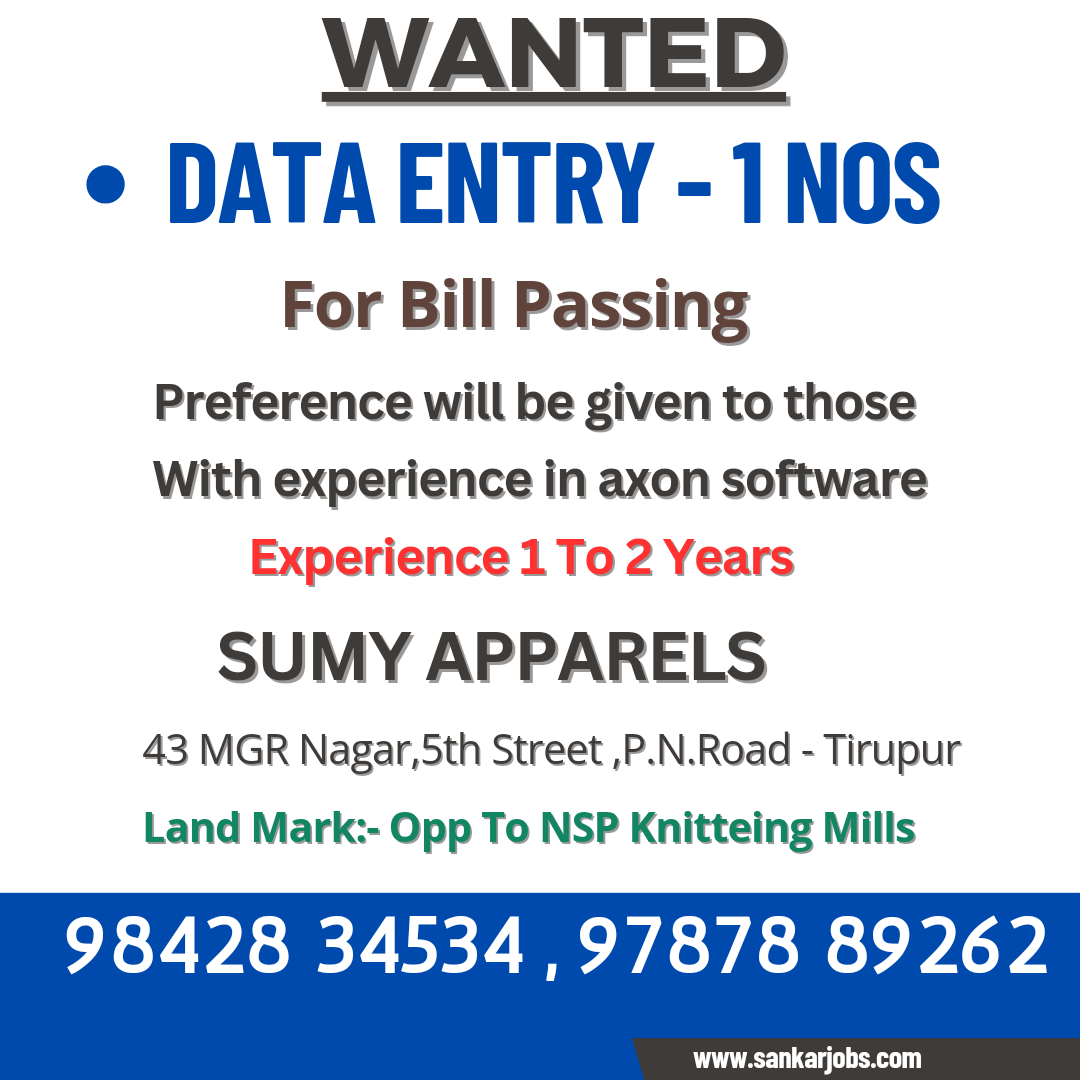 WANTED
• DATA ENTRY - 1 NOS
For Bill Passing
Preference will be given to those
With experience in axon software
Experience 1 To 2 Years
SUMY APPARELS
43 MGR Nagar,5th Street ,P.N.Road - Tirupur
Land Mark:- Opp To NSP Knitteing Mills
98428 34534 , 97878 89262
www.sankarjobs.com